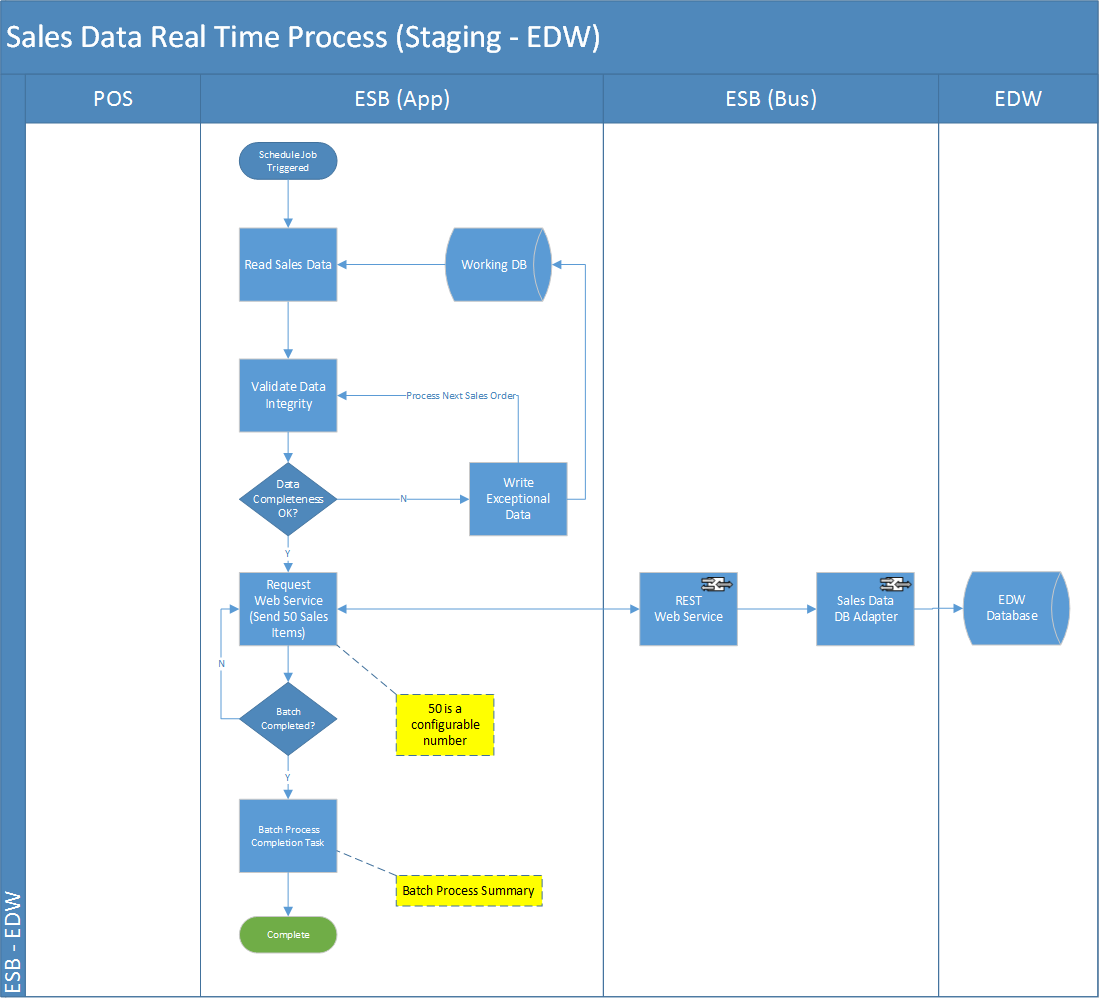 Sales Data Real Time Process (Staging - EDW)
POS
ESB (App)
ESB (Bus)
EDW
ESB - EDW
Schedule Job
Triggered
Read Sales Data
Working DB
Validate Data
Integrity
Process Next Sales Order
Data
Completeness
OK?
N
Write
Exceptional
Data
Y
Request
Web Service
(Send 50 Sales
Items)
REST
Web Service
Sales Data
DB Adapter
EDW
Database
N
Batch
Completed?
50 is a
configurable
number
Y
Batch Process
Completion Task
Batch Process Summary
Complete